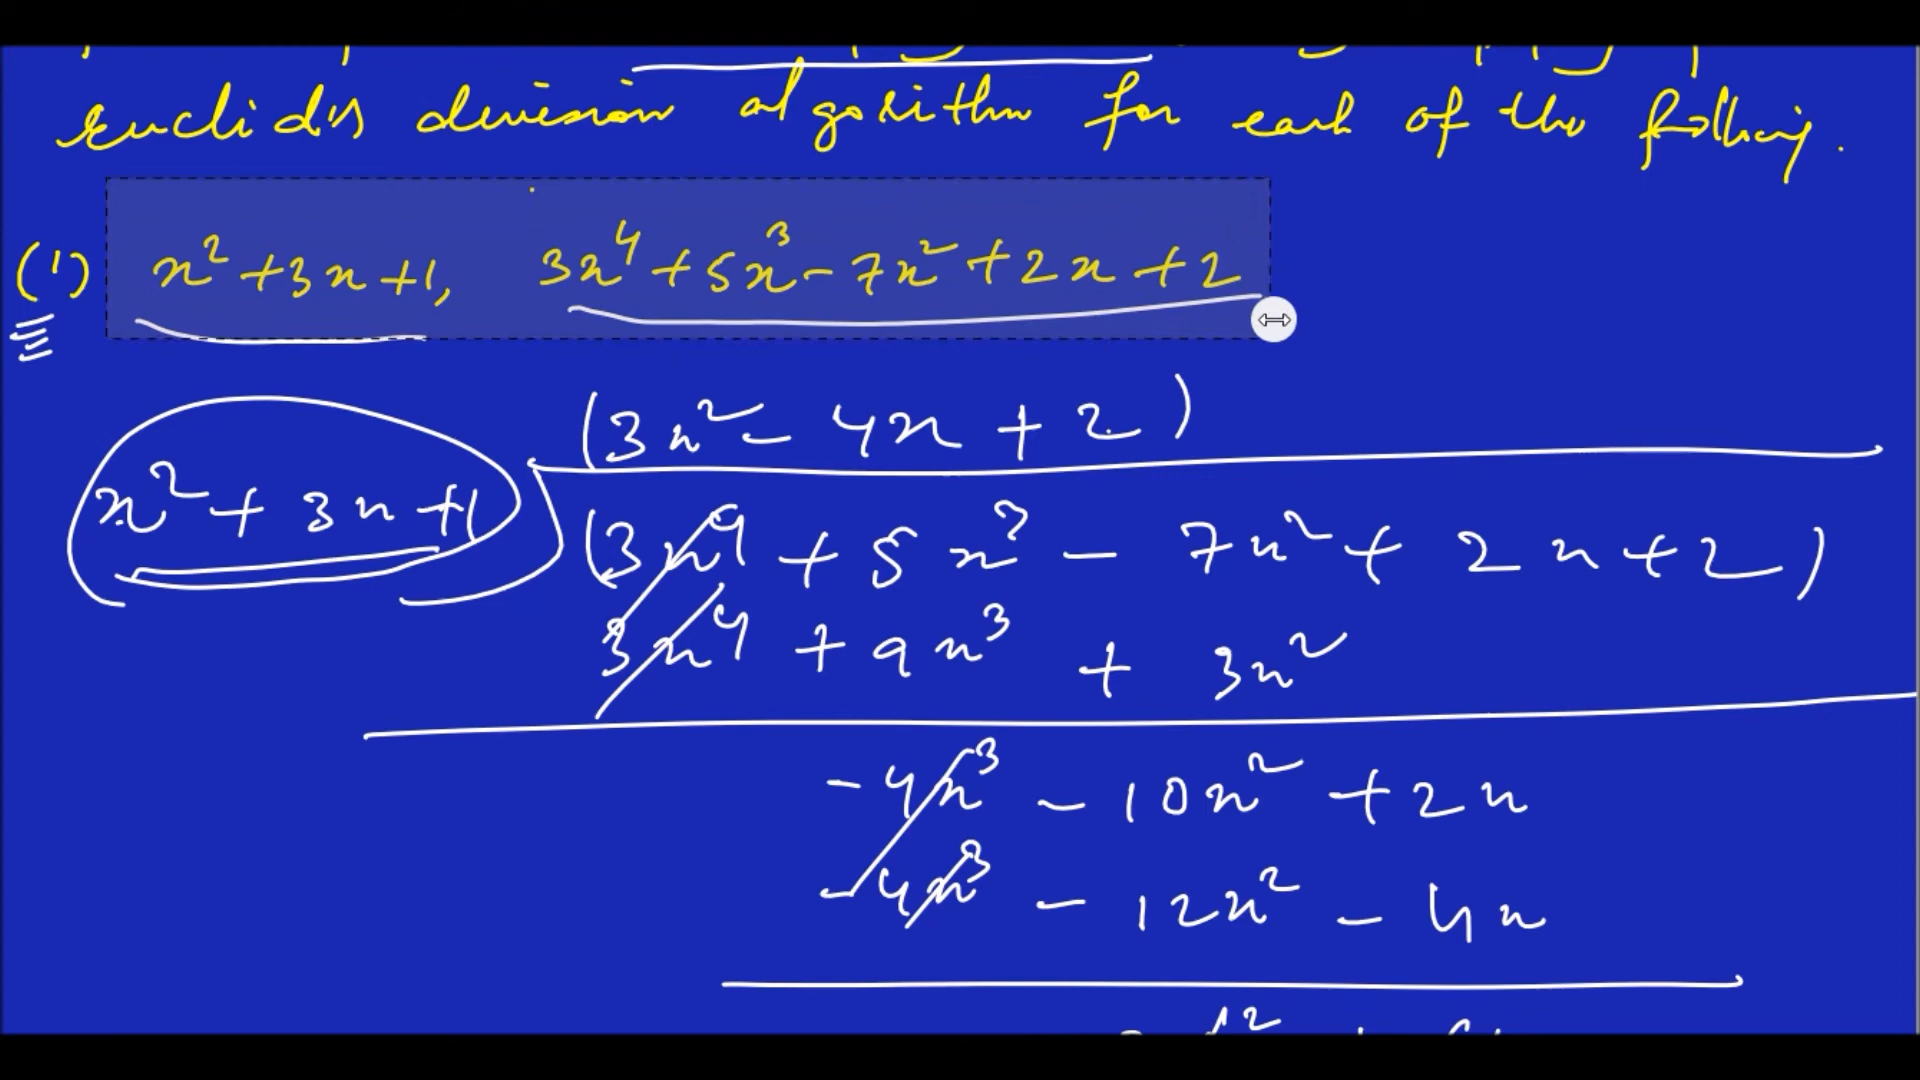 euclid's division algorithm for each of the following.
(1) x² + 3x + 1, 3x⁴ + 5x³ - 7x² + 2x + 2
(3x² - 4x + 2)
x² + 3x + 1 (3x⁴ + 5x³ - 7x² + 2x + 2)
3x⁴ + 9x³ + 3x²
-4x³ - 10x² + 2x
-4x³ - 12x² - 4x